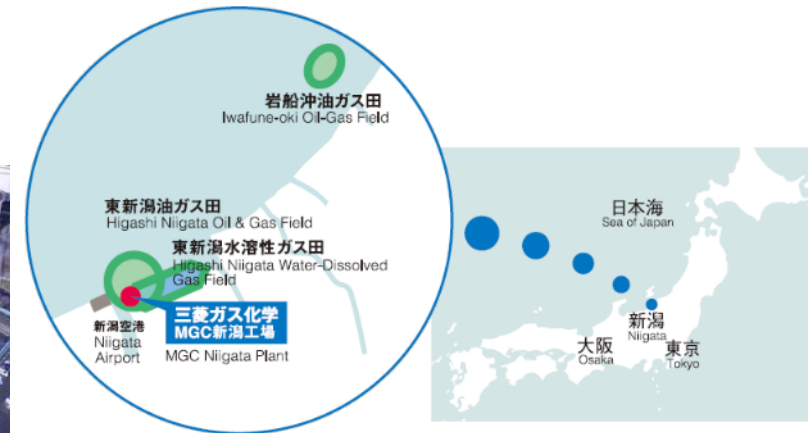 岩船沖油ガス田
Iwafune-oki Oil-Gas Field
東新潟油ガス田
Higashi Niigata Oil & Gas Field
東新潟水溶性ガス田
Higashi Niigata Water-Dissolved
Gas Field
三菱ガス化学
MGC新潟工場
MGC Niigata Plant
新潟空港
Niigata
Airport
日本海
Sea of Japan
新潟
Niigata
大阪
Osaka
東京
Tokyo